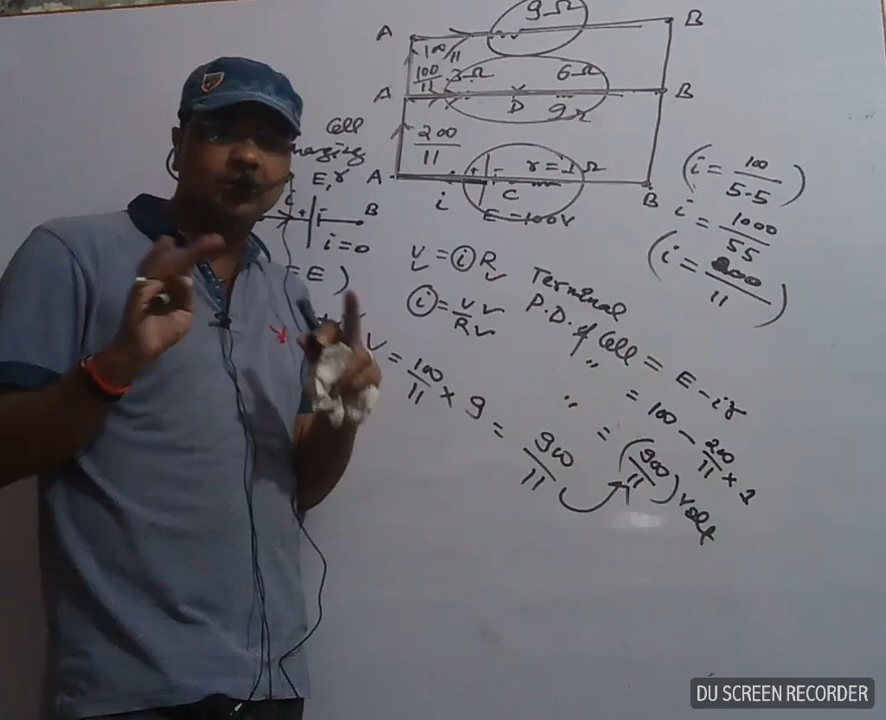 9Ω
A B
100/11
100/11 3Ω 6Ω
A D 9Ω B
200/11
A + - r=1Ω B
i C
E=100V
Cell
E, r
C + - B
i=0
= E )
(i = 100/5.5)
i = 1000/55
(i = 200/11)
V = i R
i = V/R
V = 100/11 × 9 = 900/11
Terminal
P.D. of Cell = E - ir
" = 100 - 200/11 × 1
" = (900/11) volt
DU SCREEN RECORDER